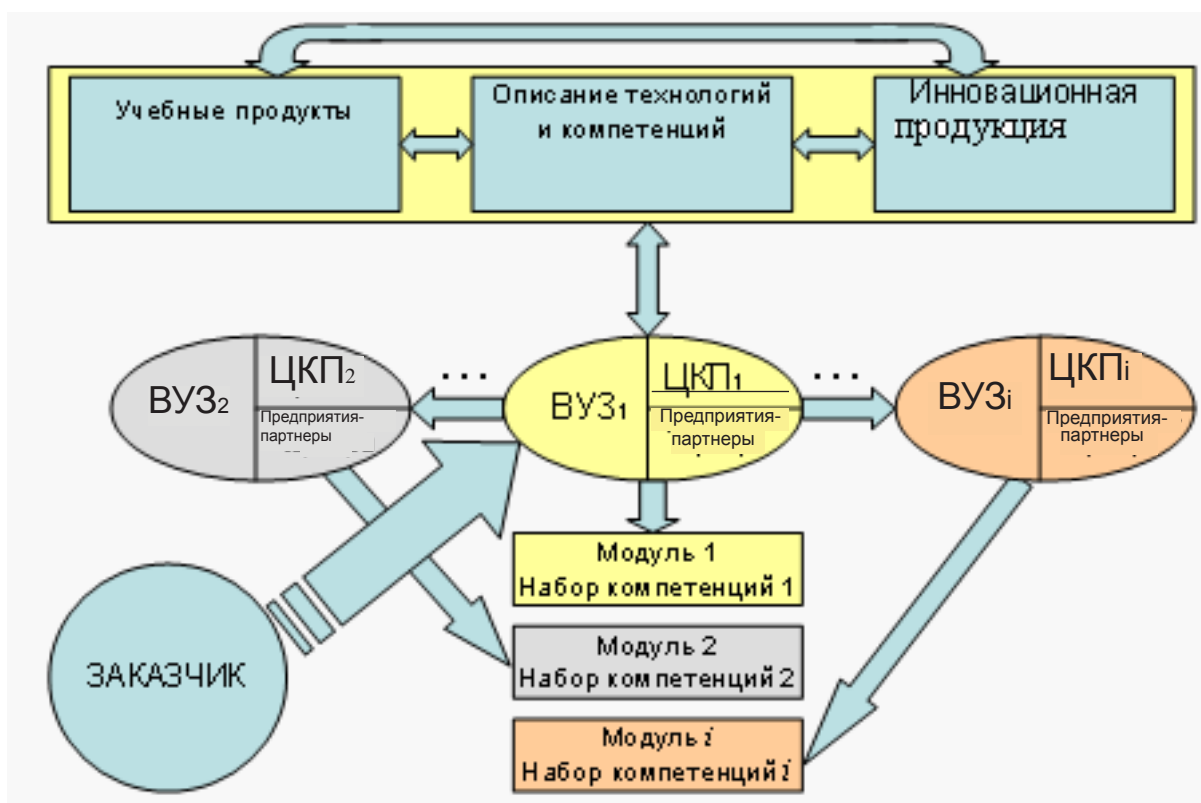 Учебные продукты
Описание технологий
и компетенций
Инновационная
продукция
ВУЗ₂
ЦКП₂
Предприятия-
партнеры
...
ВУЗ₁
ЦКП₁
Предприятия-
партнеры
...
ВУЗi
ЦКПi
Предприятия-
партнеры
Модуль 1
Набор компетенций 1
Модуль 2
Набор компетенций 2
Модуль i
Набор компетенций i
ЗАКАЗЧИК